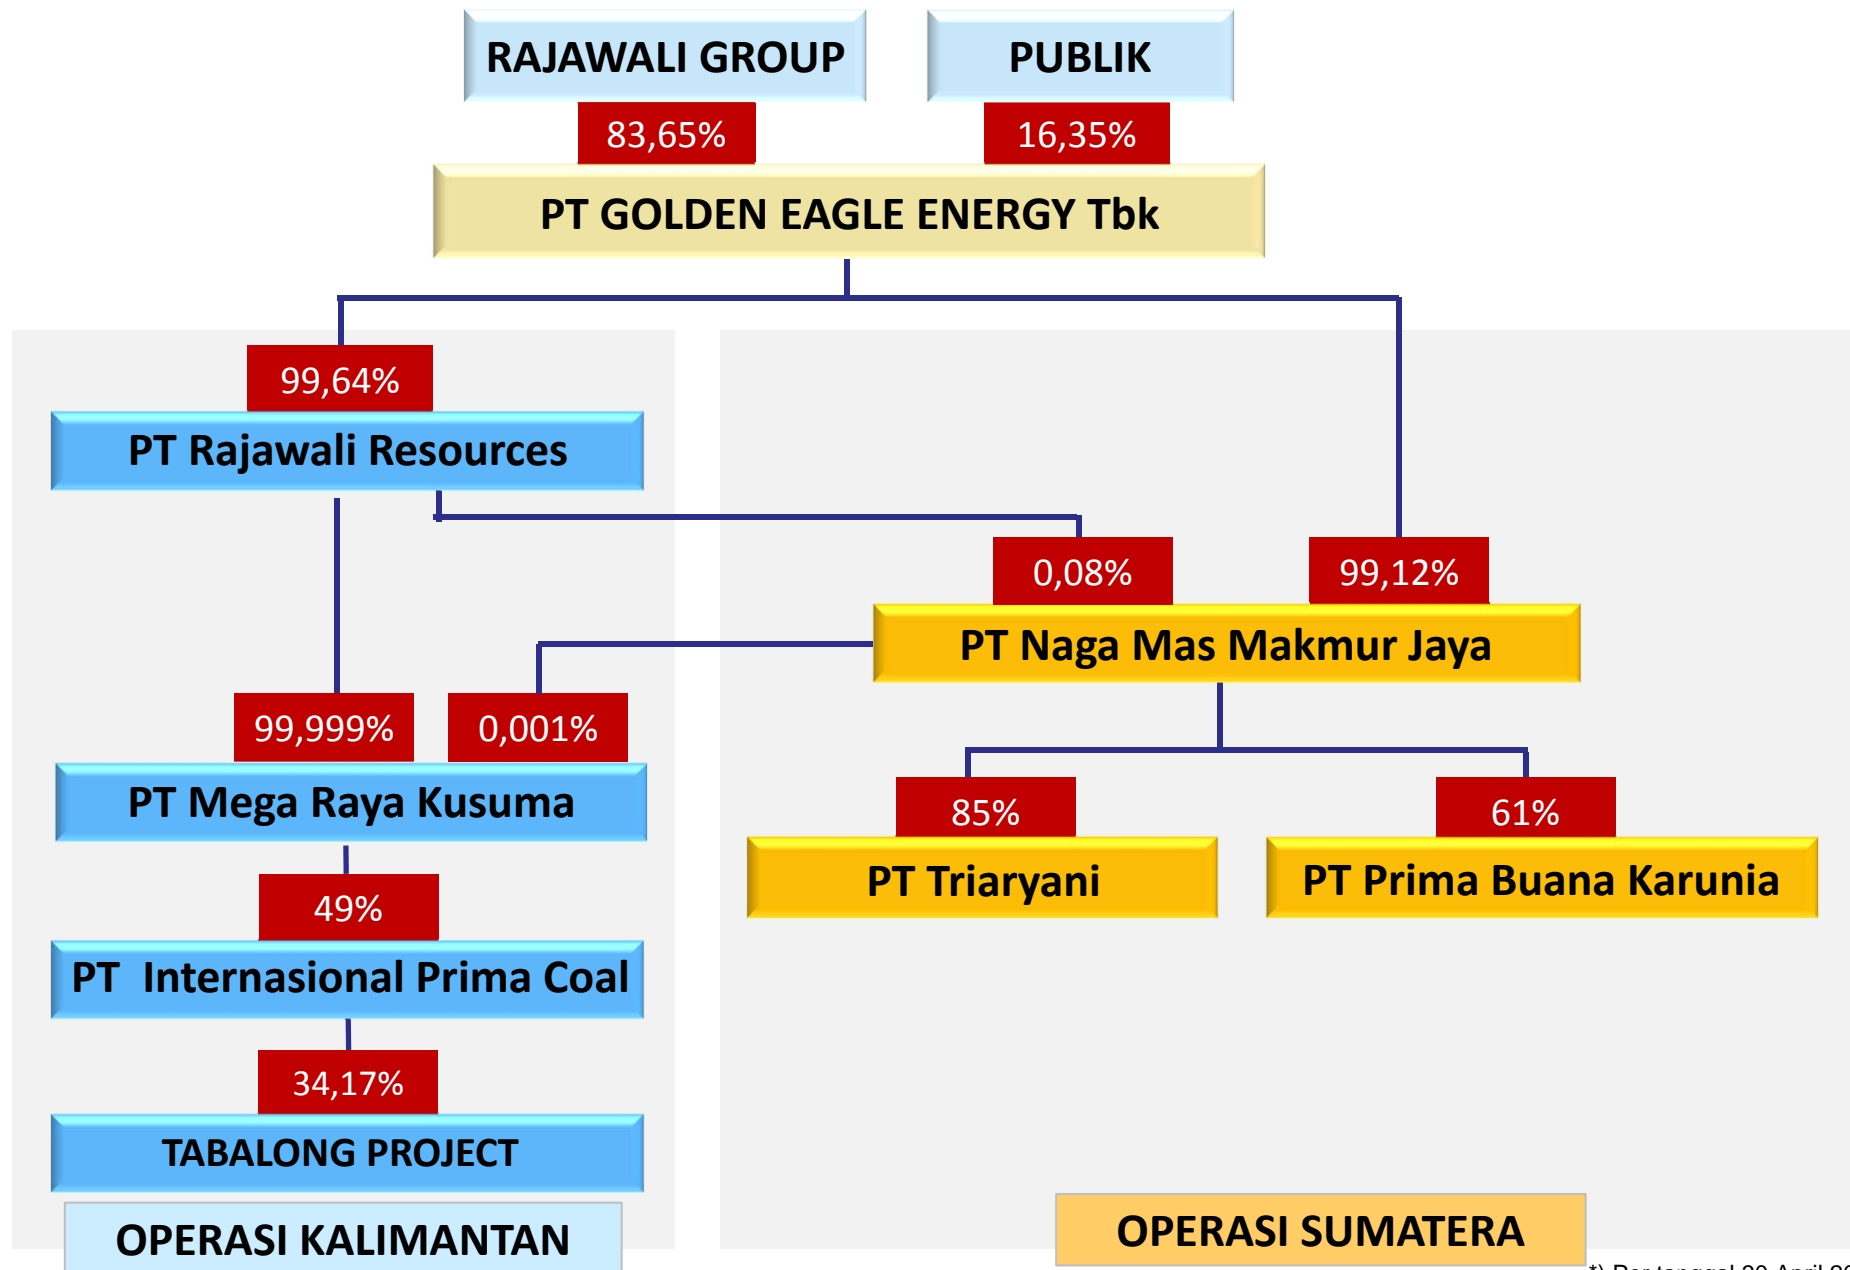 RAJAWALI GROUP
PUBLIK
83,65%
16,35%
PT GOLDEN EAGLE ENERGY Tbk
99,64%
PT Rajawali Resources
0,08%
99,12%
PT Naga Mas Makmur Jaya
99,999%
0,001%
PT Mega Raya Kusuma
85%
61%
PT Triaryani
PT Prima Buana Karunia
49%
PT Internasional Prima Coal
34,17%
TABALONG PROJECT
OPERASI KALIMANTAN
OPERASI SUMATERA